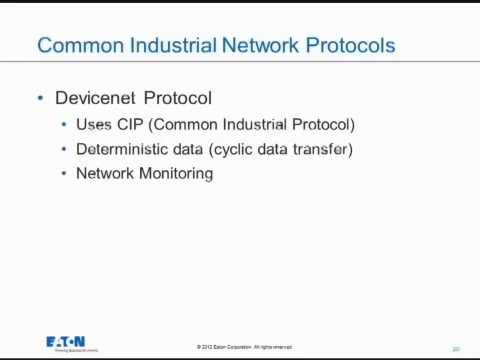 Common Industrial Network Protocols
• Devicenet Protocol
• Uses CIP (Common Industrial Protocol)
• Deterministic data (cyclic data transfer)
• Network Monitoring
EATON
© 2012 Eaton Corporation. All rights reserved.